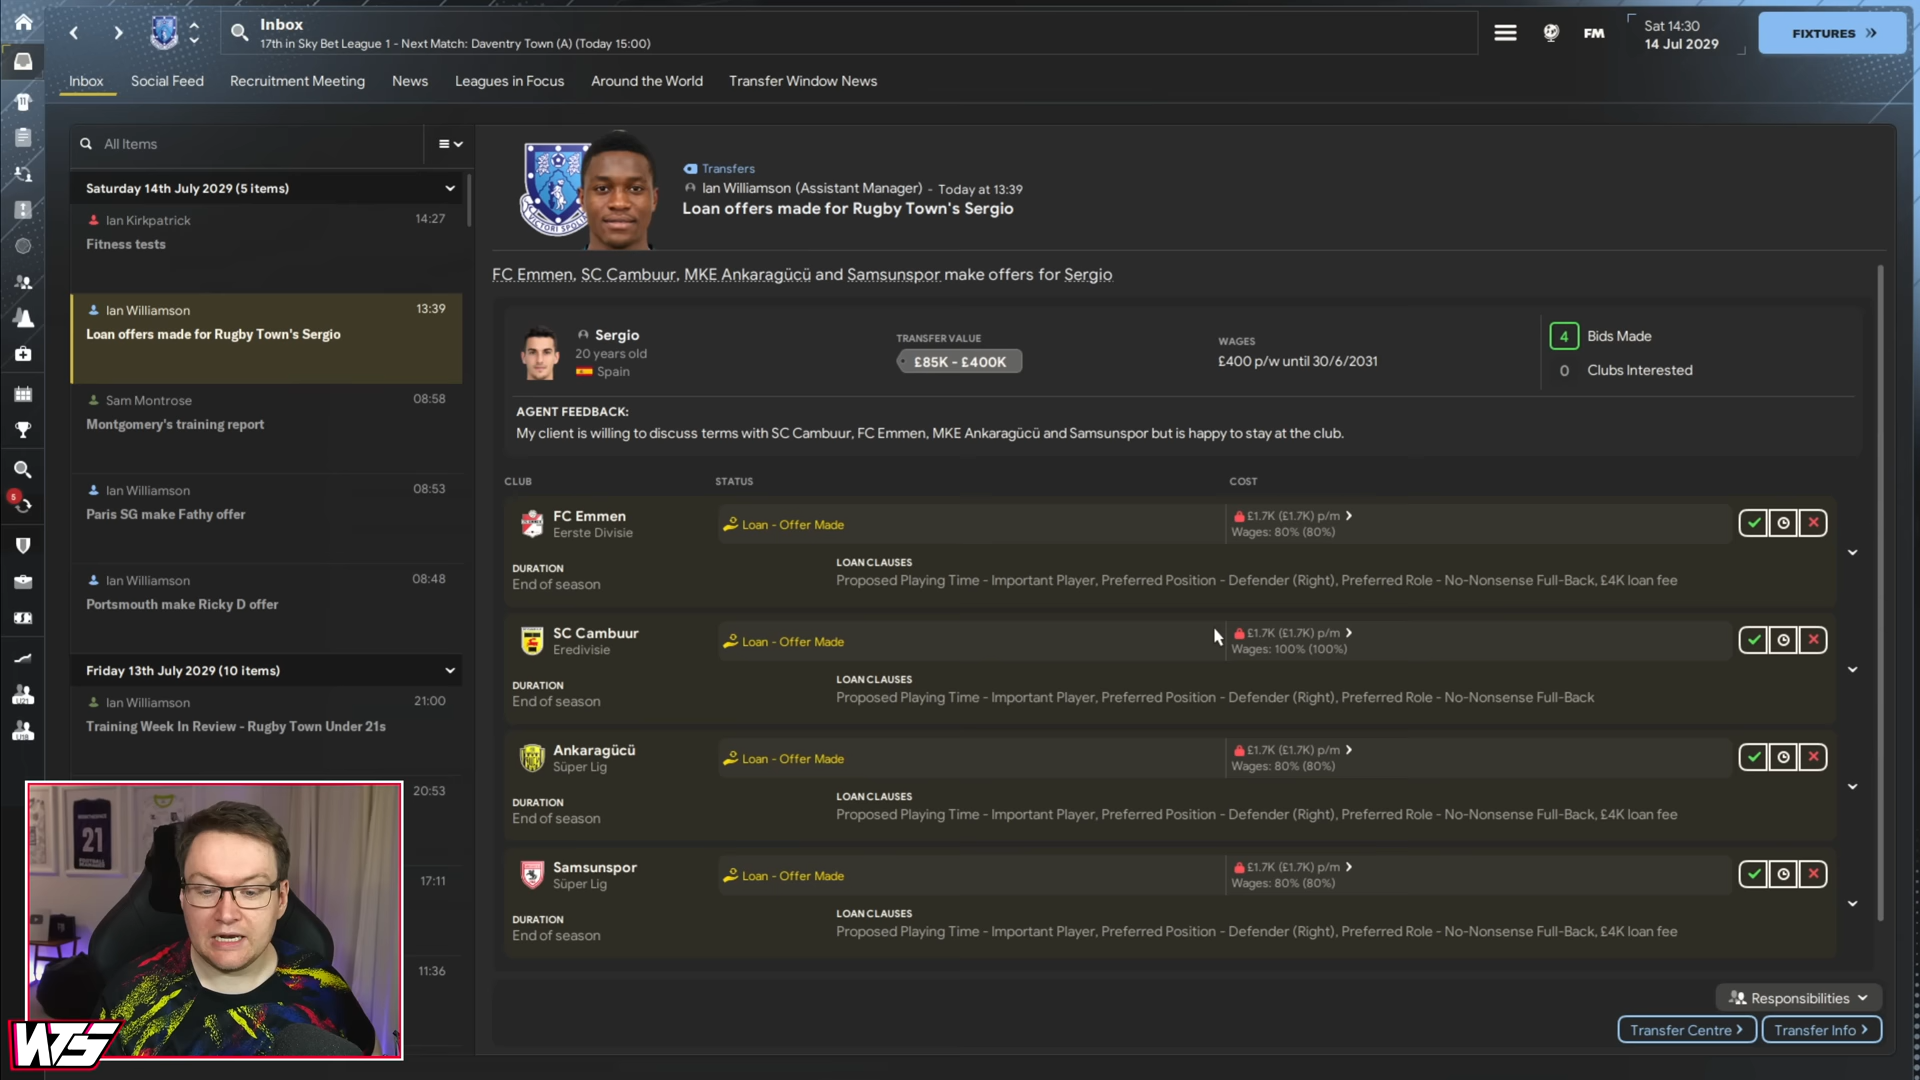 Inbox
17th in Sky Bet League 1 - Next Match: Daventry Town (A) (Today 15:00)
FM
Sat 14:30
14 Jul 2029
FIXTURES
Inbox
Social Feed
Recruitment Meeting
News
Leagues in Focus
Around the World
Transfer Window News
All Items
Saturday 14th July 2029 (5 items)
Ian Kirkpatrick
14:27
Fitness tests
Ian Williamson
13:39
Loan offers made for Rugby Town's Sergio
Sam Montrose
08:58
Montgomery's training report
Ian Williamson
08:53
Paris SG make Fathy offer
Ian Williamson
08:48
Portsmouth make Ricky D offer
Friday 13th July 2029 (10 items)
Ian Williamson
21:00
Training Week In Review - Rugby Town Under 21s
20:53
17:11
11:36
5
U21
U18
21
WTS
Transfers
Ian Williamson (Assistant Manager) - Today at 13:39
Loan offers made for Rugby Town's Sergio
FC Emmen, SC Cambuur, MKE Ankaragücü and Samsunspor make offers for Sergio
Sergio
20 years old
Spain
TRANSFER VALUE
£85K - £400K
WAGES
£400 p/w until 30/6/2031
4 Bids Made
0 Clubs Interested
AGENT FEEDBACK:
My client is willing to discuss terms with SC Cambuur, FC Emmen, MKE Ankaragücü and Samsunspor but is happy to stay at the club.
CLUB STATUS COST
FC Emmen
Eerste Divisie
Loan - Offer Made
£1.7K (£1.7K) p/m
Wages: 80% (80%)
DURATION
End of season
LOAN CLAUSES
Proposed Playing Time - Important Player, Preferred Position - Defender (Right), Preferred Role - No-Nonsense Full-Back, £4K loan fee
SC Cambuur
Eredivisie
Loan - Offer Made
£1.7K (£1.7K) p/m
Wages: 100% (100%)
DURATION
End of season
LOAN CLAUSES
Proposed Playing Time - Important Player, Preferred Position - Defender (Right), Preferred Role - No-Nonsense Full-Back
Ankaragücü
Süper Lig
Loan - Offer Made
£1.7K (£1.7K) p/m
Wages: 80% (80%)
DURATION
End of season
LOAN CLAUSES
Proposed Playing Time - Important Player, Preferred Position - Defender (Right), Preferred Role - No-Nonsense Full-Back, £4K loan fee
Samsunspor
Süper Lig
Loan - Offer Made
£1.7K (£1.7K) p/m
Wages: 80% (80%)
DURATION
End of season
LOAN CLAUSES
Proposed Playing Time - Important Player, Preferred Position - Defender (Right), Preferred Role - No-Nonsense Full-Back, £4K loan fee
Responsibilities
Transfer Centre
Transfer Info